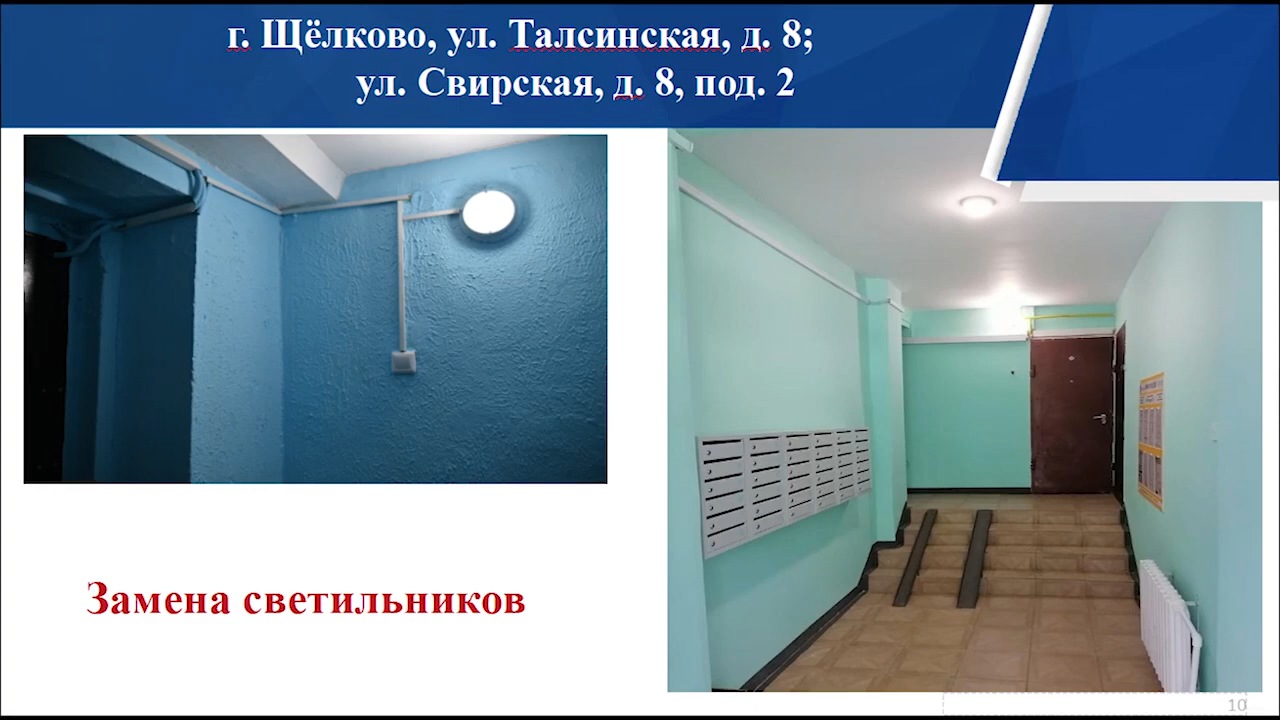 г. Щёлково, ул. Талсинская, д. 8;
ул. Свирская, д. 8, под. 2
Замена светильников
10